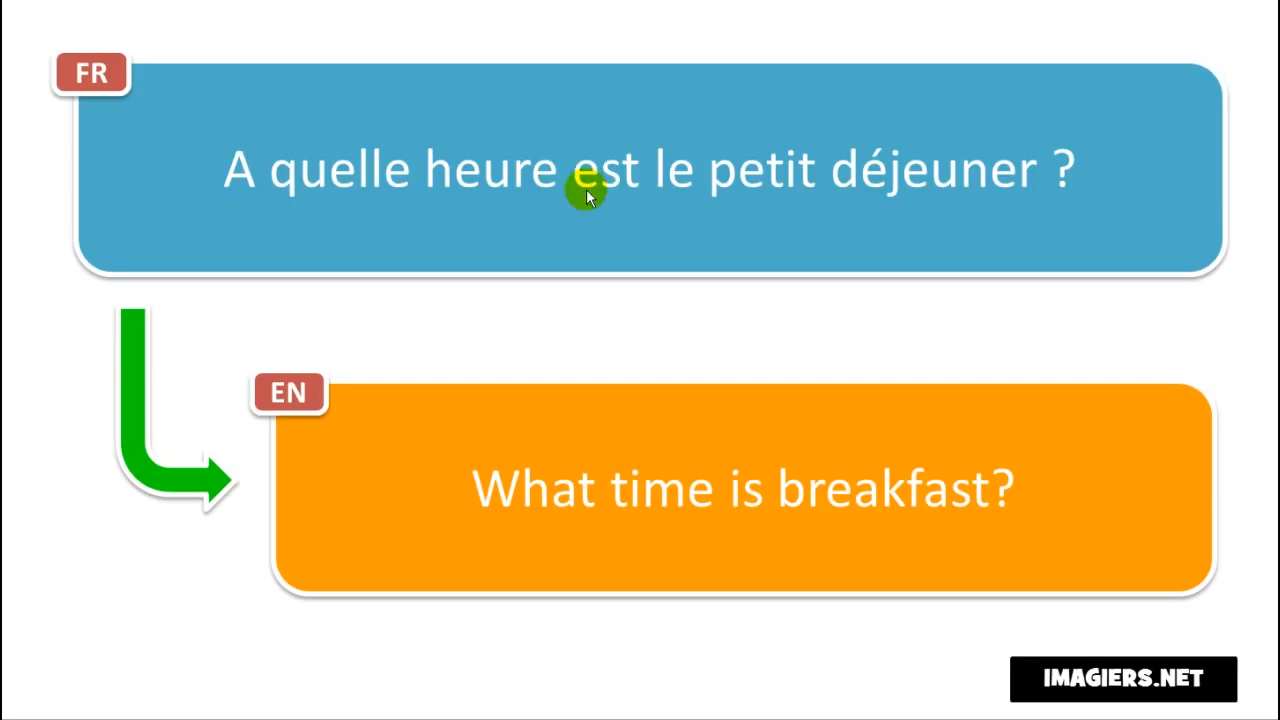 FR
A quelle heure est le petit déjeuner ?
EN
What time is breakfast?
IMAGIERS.NET